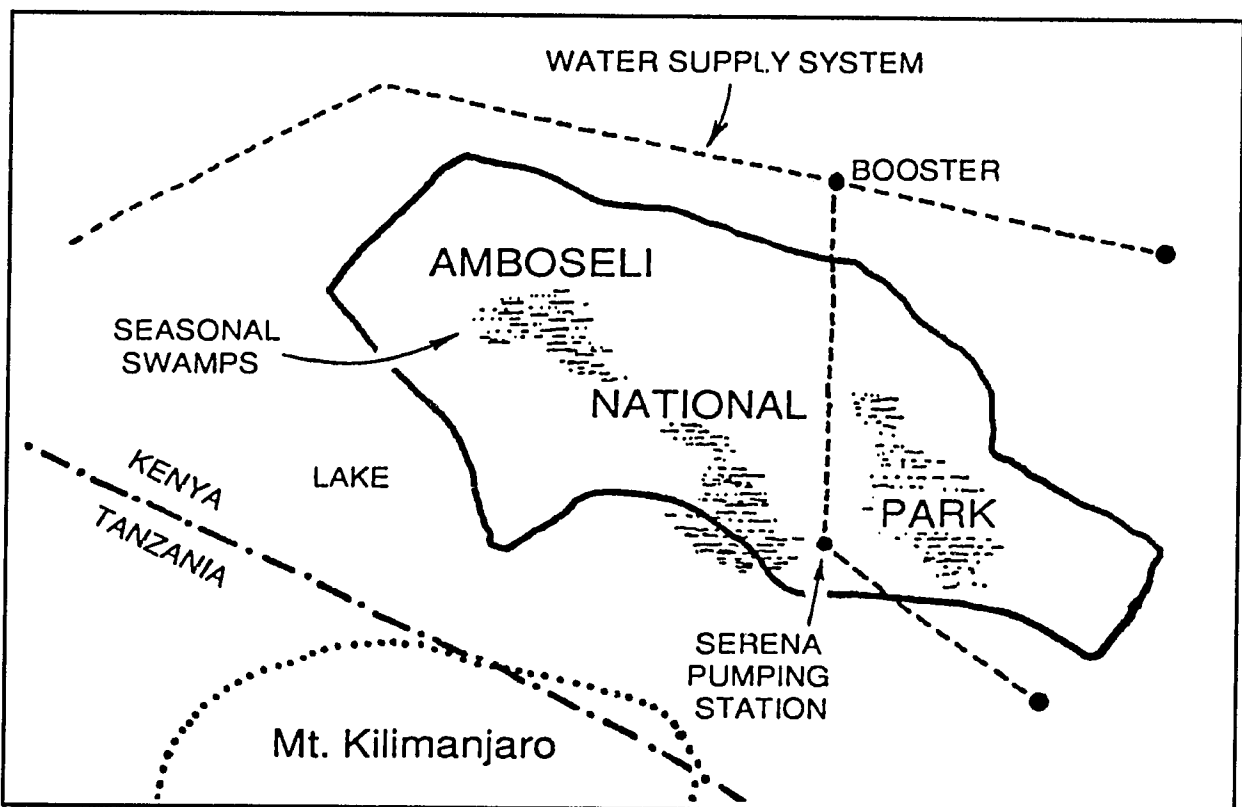 WATER SUPPLY SYSTEM
BOOSTER
AMBOSELI
SEASONAL
SWAMPS
NATIONAL
KENYA
LAKE
TANZANIA
PARK
SERENA
PUMPING
STATION
Mt. Kilimanjaro